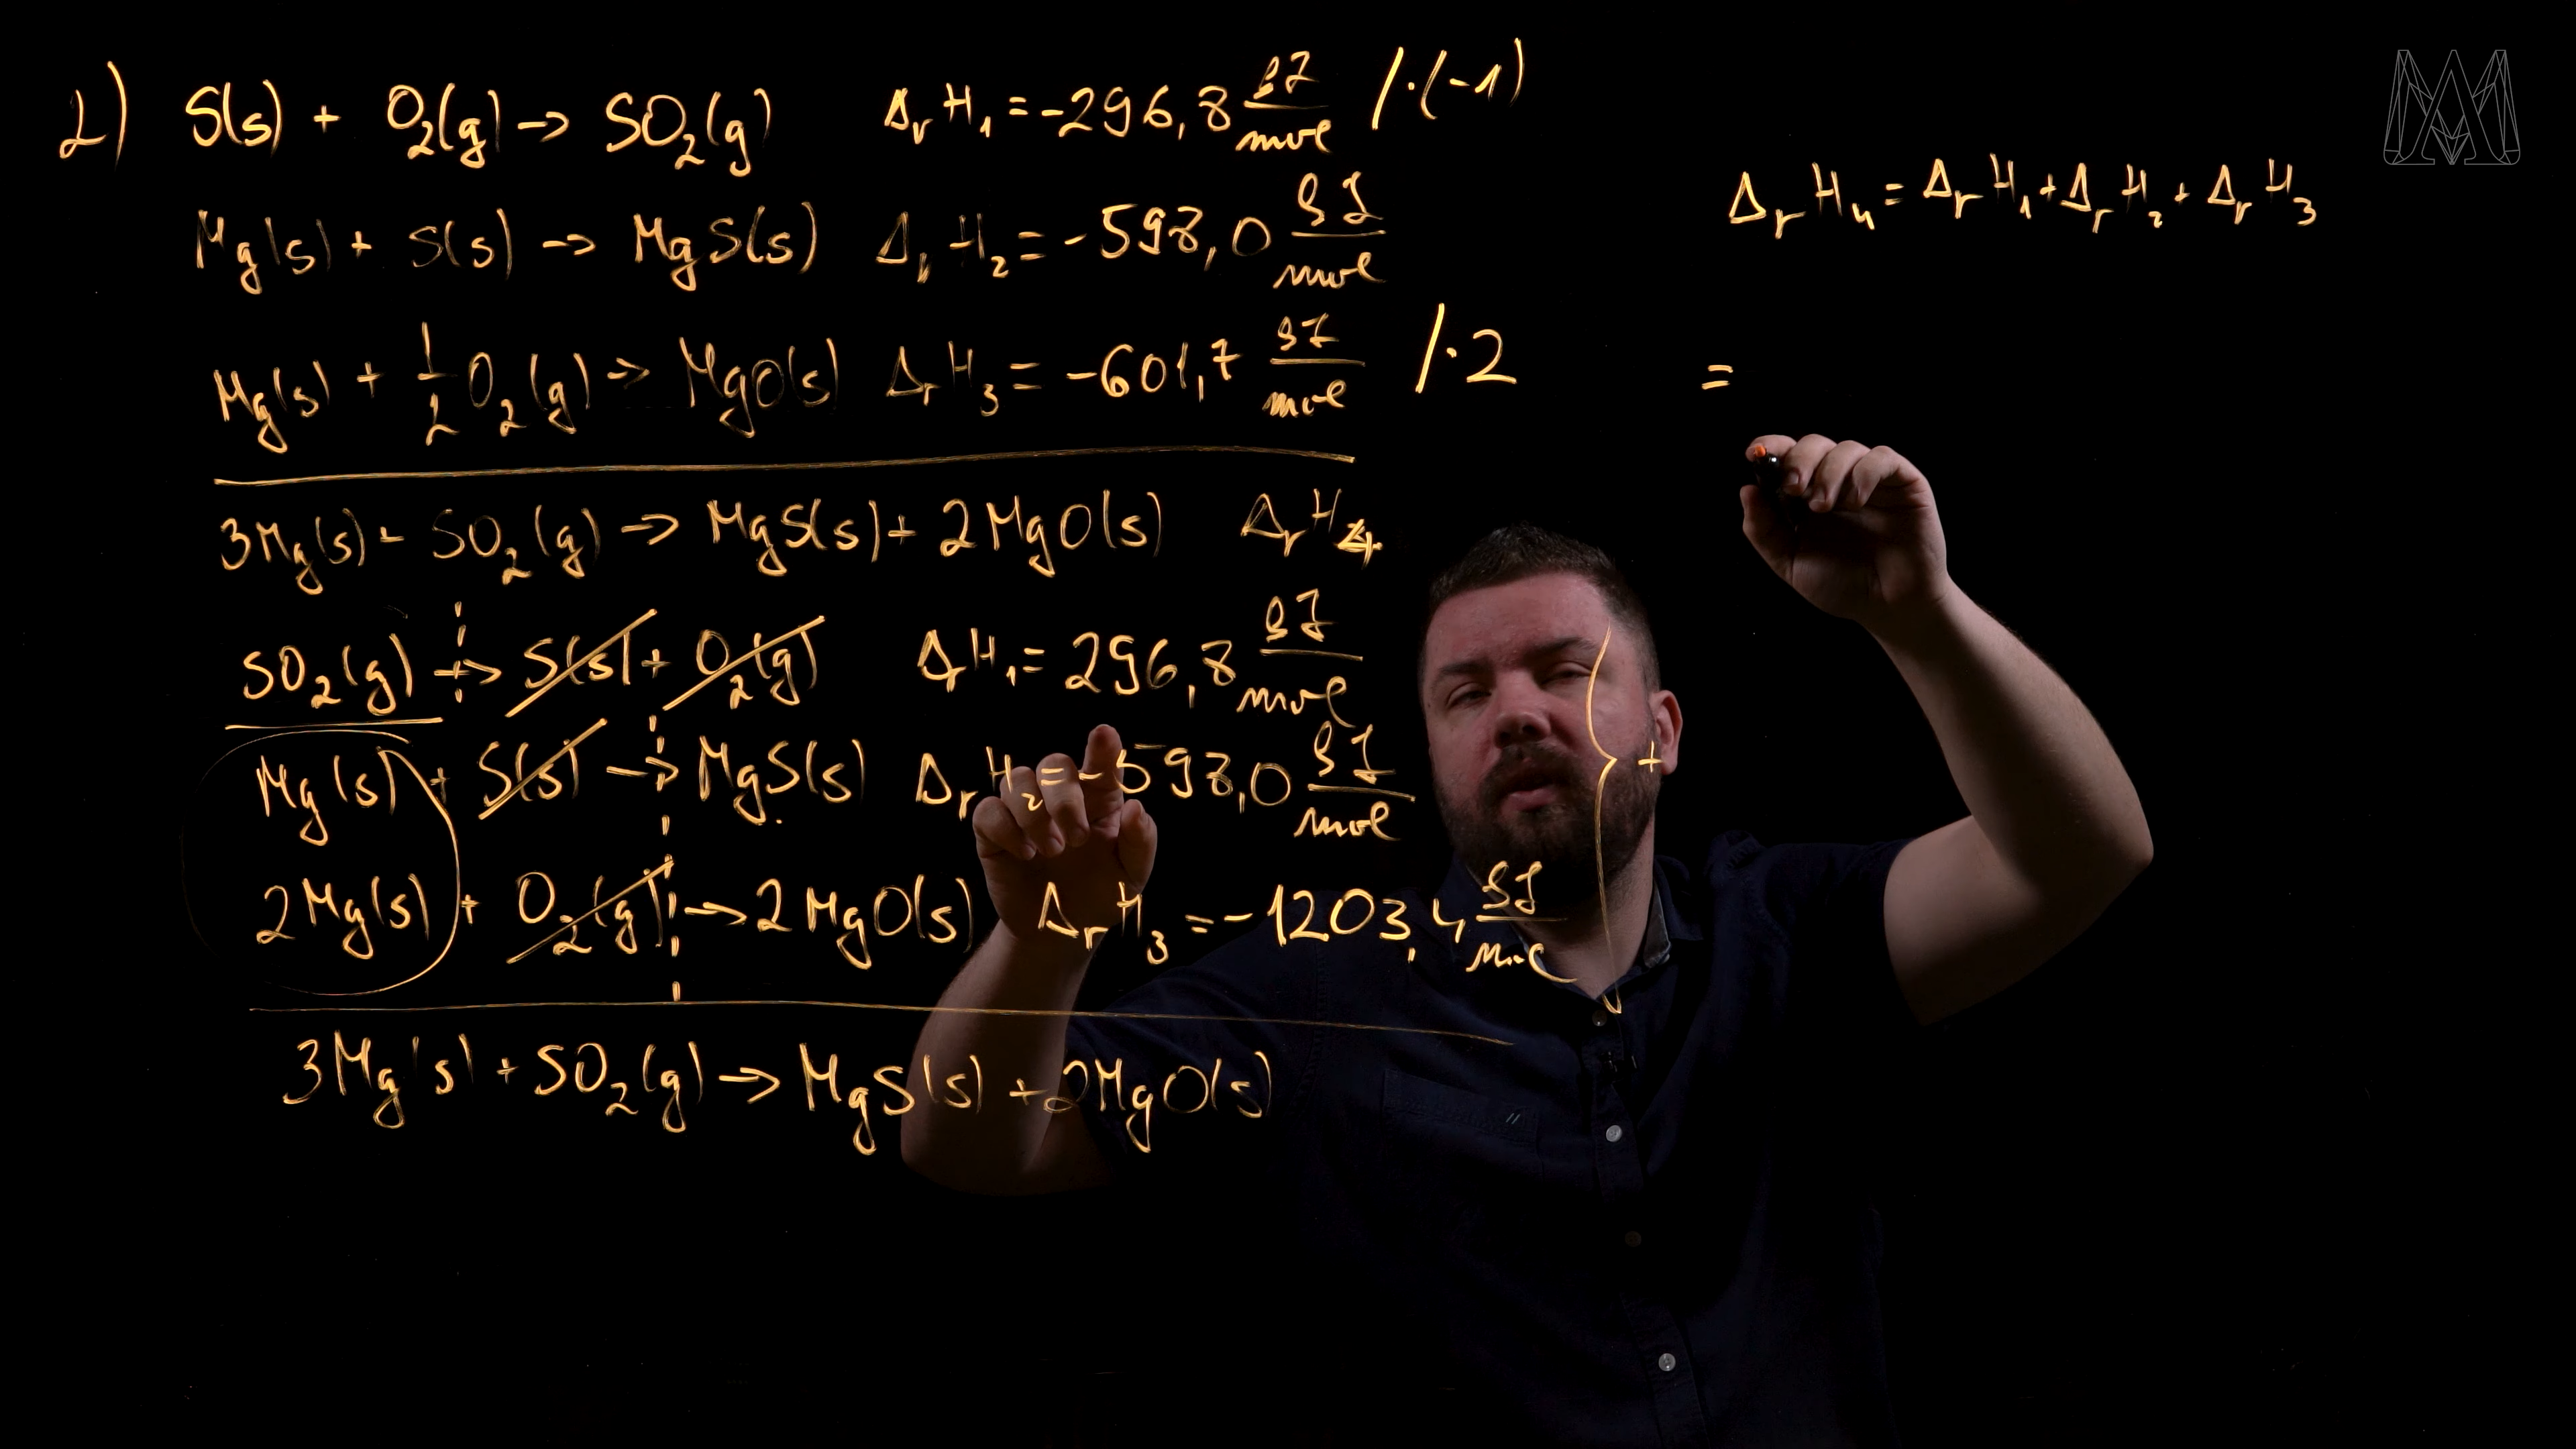 2) S(s) + O₂(g) → SO₂(g) ΔᵣH₁ = -296,8 kJ/mol /·(-1)
Mg(s) + S(s) → MgS(s) ΔᵣH₂ = -598,0 kJ/mol
Mg(s) + 1/2 O₂(g) → MgO(s) ΔᵣH₃ = -601,7 kJ/mol /·2
3Mg(s) + SO₂(g) → MgS(s) + 2MgO(s) ΔᵣH₄
SO₂(g) → S(s) + O₂(g) ΔH₁ = 296,8 kJ/mol
Mg(s) + S(s) → MgS(s) ΔᵣH₂ = -598,0 kJ/mol
2Mg(s) + O₂(g) → 2MgO(s) ΔᵣH₃ = -1203,4 kJ/mol
+
3Mg(s) + SO₂(g) → MgS(s) + 2MgO(s)
ΔᵣH₄ = ΔᵣH₁ + ΔᵣH₂ + ΔᵣH₃
=